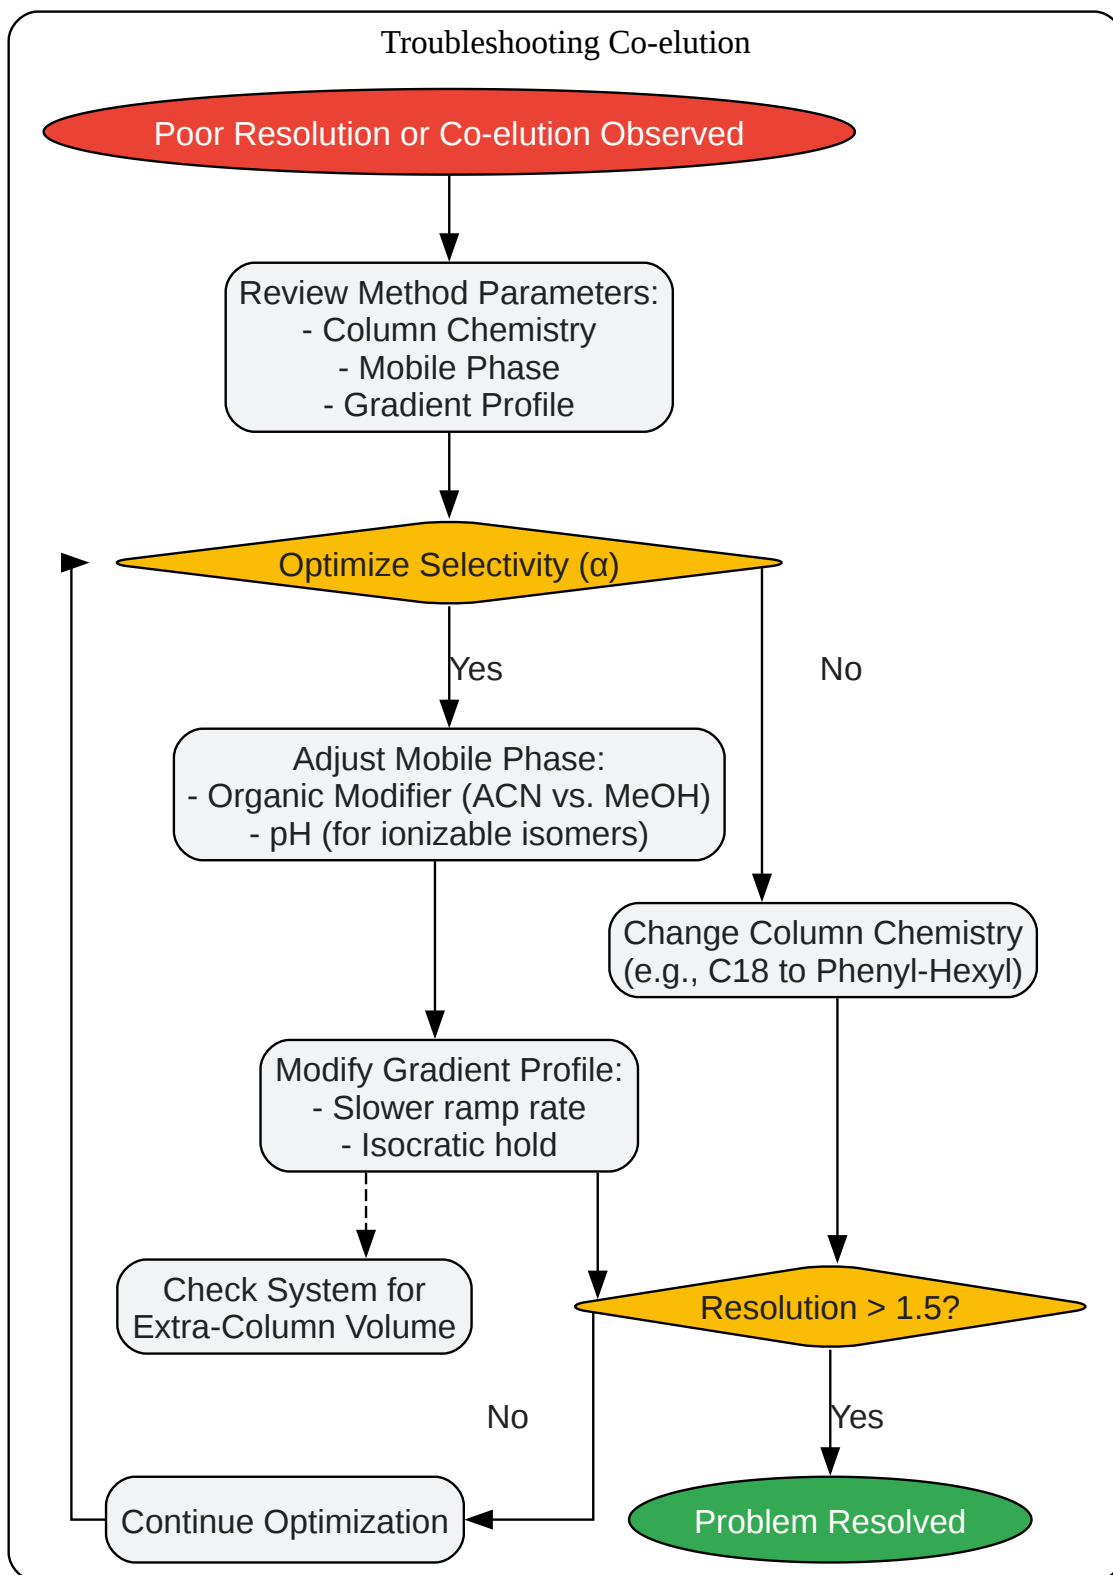 Troubleshooting Co-elution
Poor Resolution or Co-elution Observed
Review Method Parameters:
- Column Chemistry
- Mobile Phase
- Gradient Profile
Optimize Selectivity (α)
Yes
No
Adjust Mobile Phase:
- Organic Modifier (ACN vs. MeOH)
- pH (for ionizable isomers)
Change Column Chemistry
(e.g., C18 to Phenyl-Hexyl)
Modify Gradient Profile:
- Slower ramp rate
- Isocratic hold
Check System for
Extra-Column Volume
Resolution > 1.5?
No
Yes
Continue Optimization
Problem Resolved